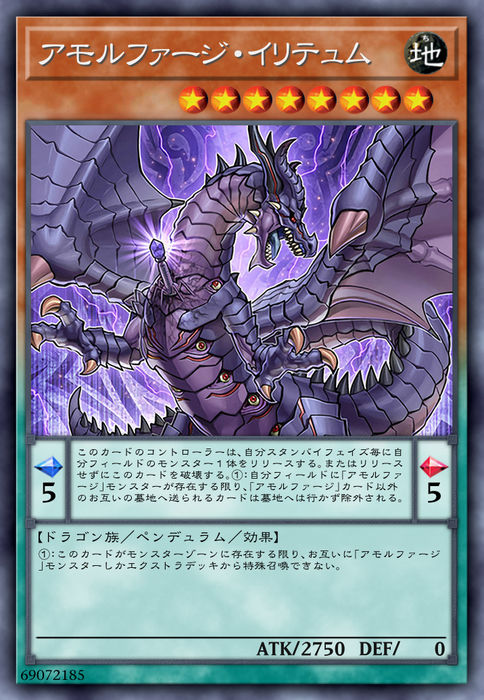 アモルファージ・イリテュム
ち
地
このカードのコントローラーは、自分スタンバイフェイズ毎に自
分フィールドのモンスター１体をリリースする。またはリリース
せずにこのカードを破壊する。①:自分フィールドに「アモルファ
ージ」モンスターが存在する限り、「アモルファージ」カード以外
のお互いの墓地へ送られるカードは墓地へは行かず除外される。
5
5
【ドラゴン族／ペンデュラム／効果】
①:このカードがモンスターゾーンに存在する限り、お互いに「アモルファージ
」モンスターしかエクストラデッキから特殊召喚できない。
ATK/2750 DEF/ 0
69072185